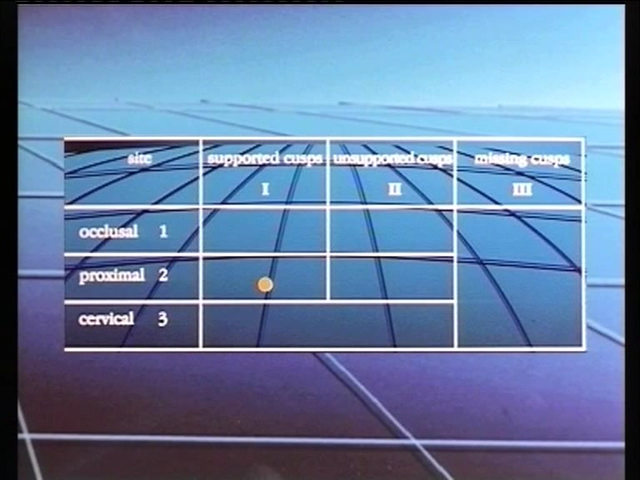 site supported cusps unsupported cusps missing cusps
I II III
occlusal 1
proximal 2
cervical 3